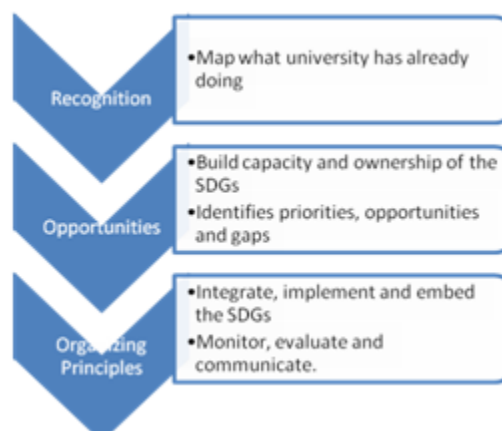 Recognition
•Map what university has already
doing
Opportunities
•Build capacity and ownership of the
SDGs
•Identifies priorities, opportunities
and gaps
Organizing
Principles
•Integrate, implement and embed
the SDGs
•Monitor, evaluate and
communicate.